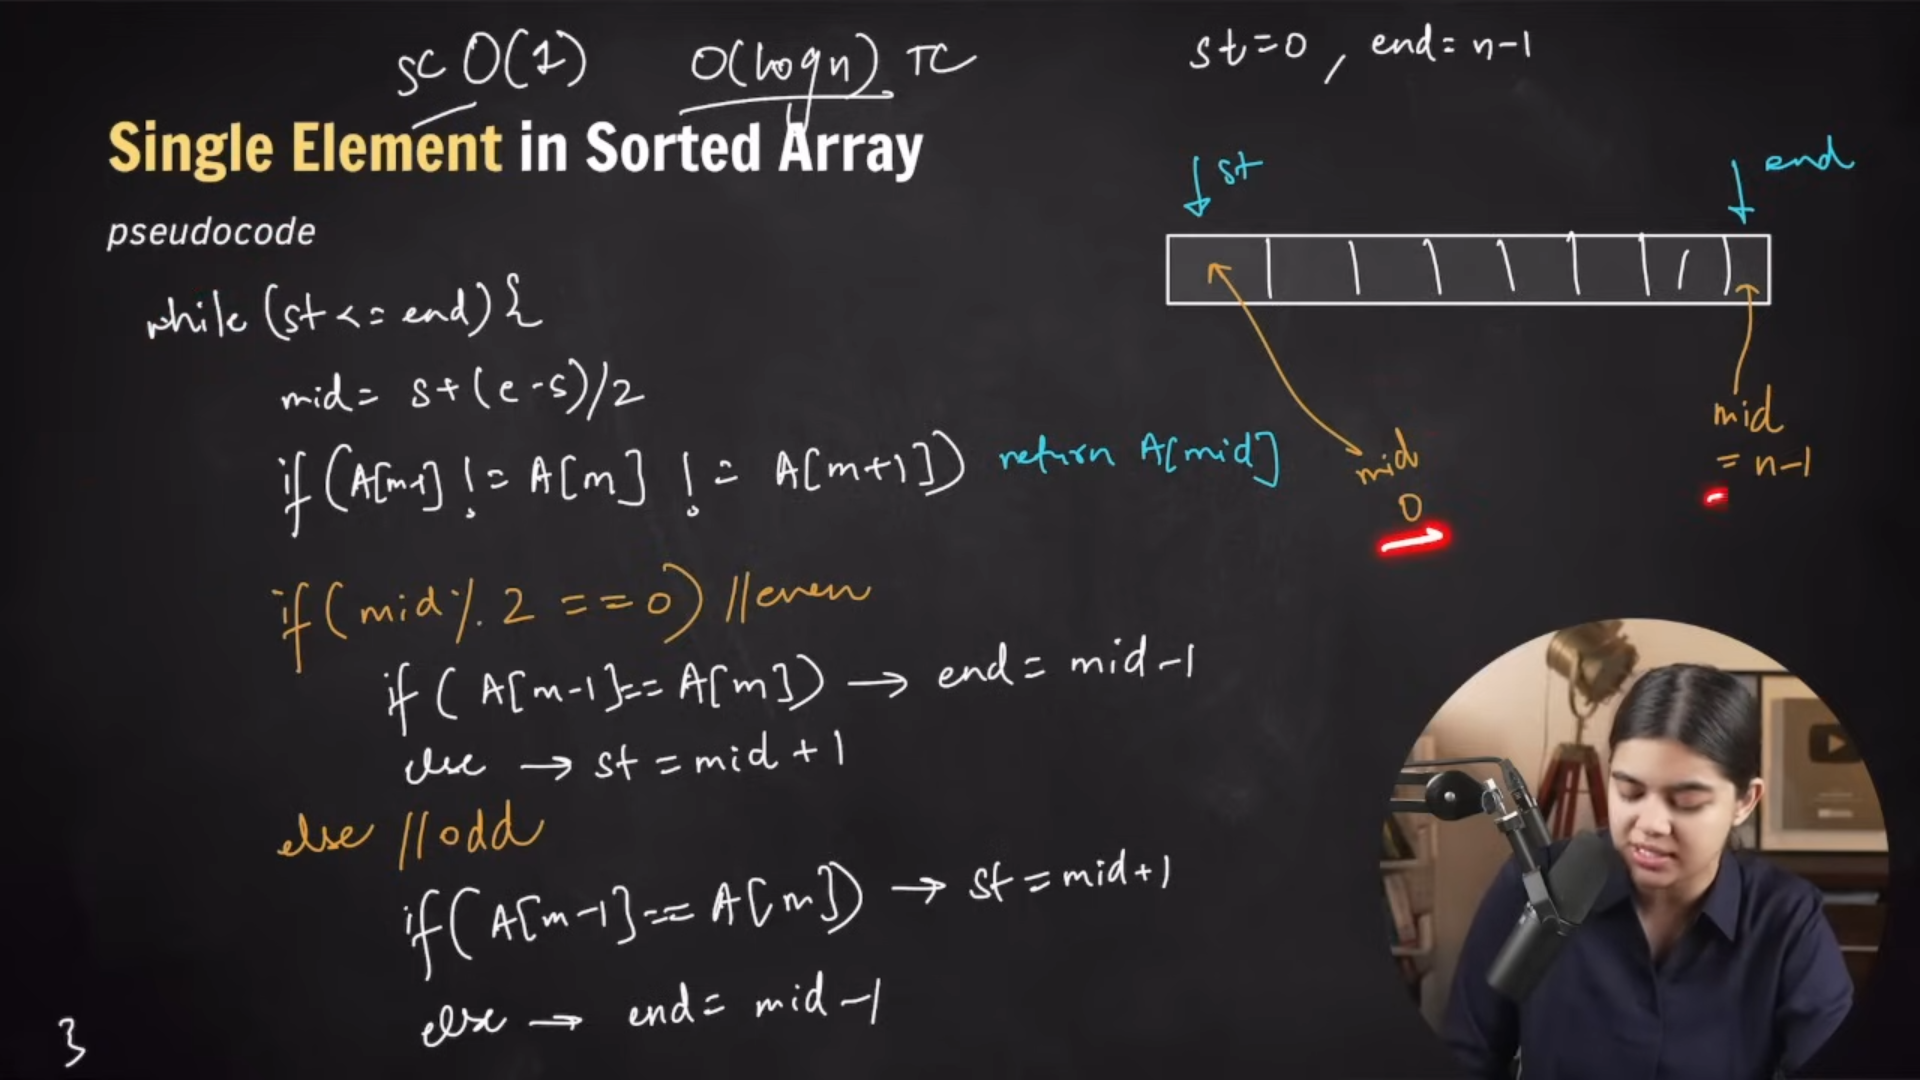 SC O(1) O(logn) TC
st=0, end=n-1
Single Element in Sorted Array
st
end
pseudocode
while (st <= end) {
mid = s+(e-s)/2
if (A[m-1] != A[m] != A[m+1]) return A[mid]
mid
0
mid
= n-1
if (mid % 2 == 0) //even
if (A[m-1] == A[m]) → end = mid-1
else → st = mid + 1
else //odd
if (A[m-1] == A[m]) → st = mid+1
else → end = mid-1
}